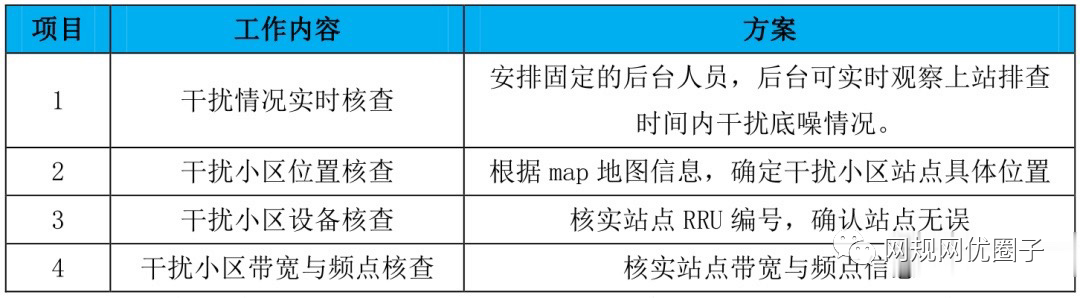 项目 工作内容 方案
1 干扰情况实时核查 安排固定的后台人员，后台可实时观察上站排查
时间内干扰底噪情况。
2 干扰小区位置核查 根据 map 地图信息，确定干扰小区站点具体位置
3 干扰小区设备核查 核实站点 RRU 编号，确认站点无误
4 干扰小区带宽与频点核查 核实站点带宽与频点信
网规网优圈子